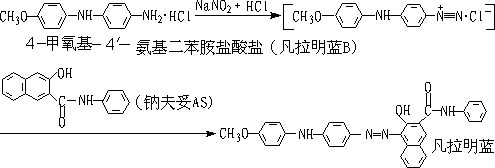 CH₃O NH NH₂·HCl NaNO₂ + HCl CH₃O NH N≡N·Cl⁻
+
4-甲氧基-4′-氨基二苯胺盐酸盐(凡拉明蓝B)
OH
C-NH (钠夫妥AS)
O
O
HO C-NH
CH₃O NH N=N 凡拉明蓝